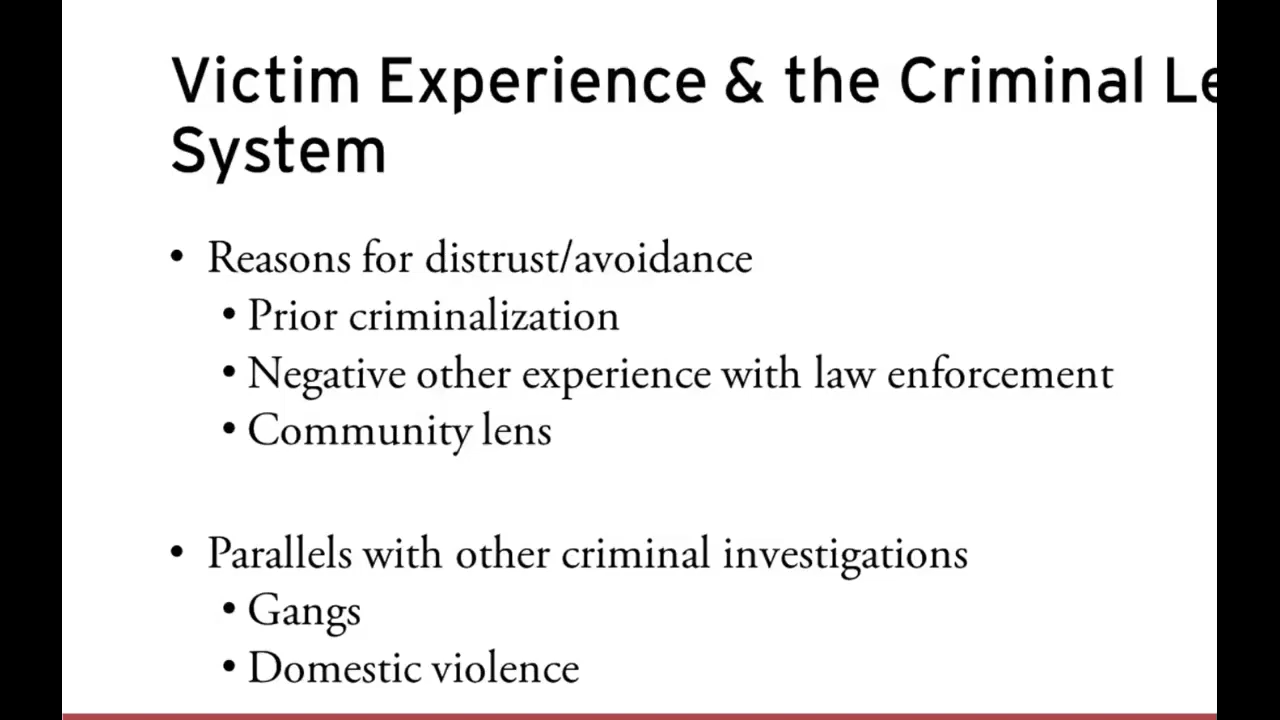 Victim Experience & the Criminal
System
• Reasons for distrust/avoidance
• Prior criminalization
• Negative other experience with law enforcement
• Community lens
• Parallels with other criminal investigations
• Gangs
• Domestic violence